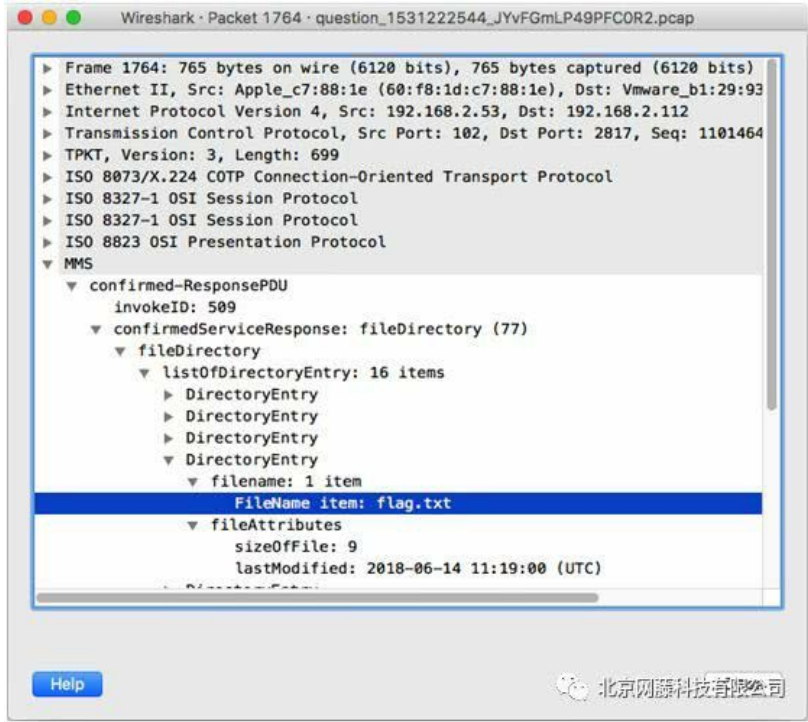 Wireshark · Packet 1764 · question_1531222544_JYvFGmLP49PFC0R2.pcap
Frame 1764: 765 bytes on wire (6120 bits), 765 bytes captured (6120 bits)
Ethernet II, Src: Apple_c7:88:1e (60:f8:1d:c7:88:1e), Dst: Vmware_b1:29:93
Internet Protocol Version 4, Src: 192.168.2.53, Dst: 192.168.2.112
Transmission Control Protocol, Src Port: 102, Dst Port: 2817, Seq: 1101464
TPKT, Version: 3, Length: 699
ISO 8073/X.224 COTP Connection-Oriented Transport Protocol
ISO 8327-1 OSI Session Protocol
ISO 8327-1 OSI Session Protocol
ISO 8823 OSI Presentation Protocol
MMS
confirmed-ResponsePDU
invokeID: 509
confirmedServiceResponse: fileDirectory (77)
fileDirectory
listOfDirectoryEntry: 16 items
DirectoryEntry
DirectoryEntry
DirectoryEntry
DirectoryEntry
filename: 1 item
FileName item: flag.txt
fileAttributes
sizeOfFile: 9
lastModified: 2018-06-14 11:19:00 (UTC)
DirectoryEntry
Help
北京网藤科技有限公司